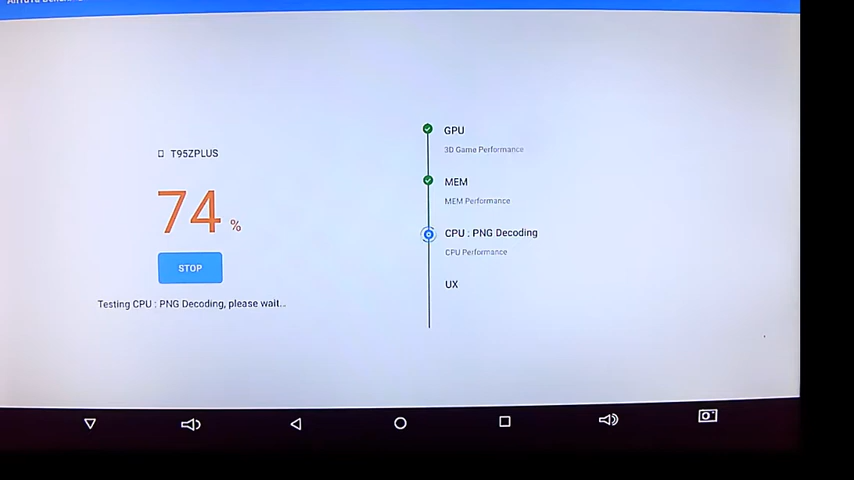 T95ZPLUS
74 %
STOP
Testing CPU : PNG Decoding, please wait...
GPU
3D Game Performance
MEM
MEM Performance
CPU : PNG Decoding
CPU Performance
UX